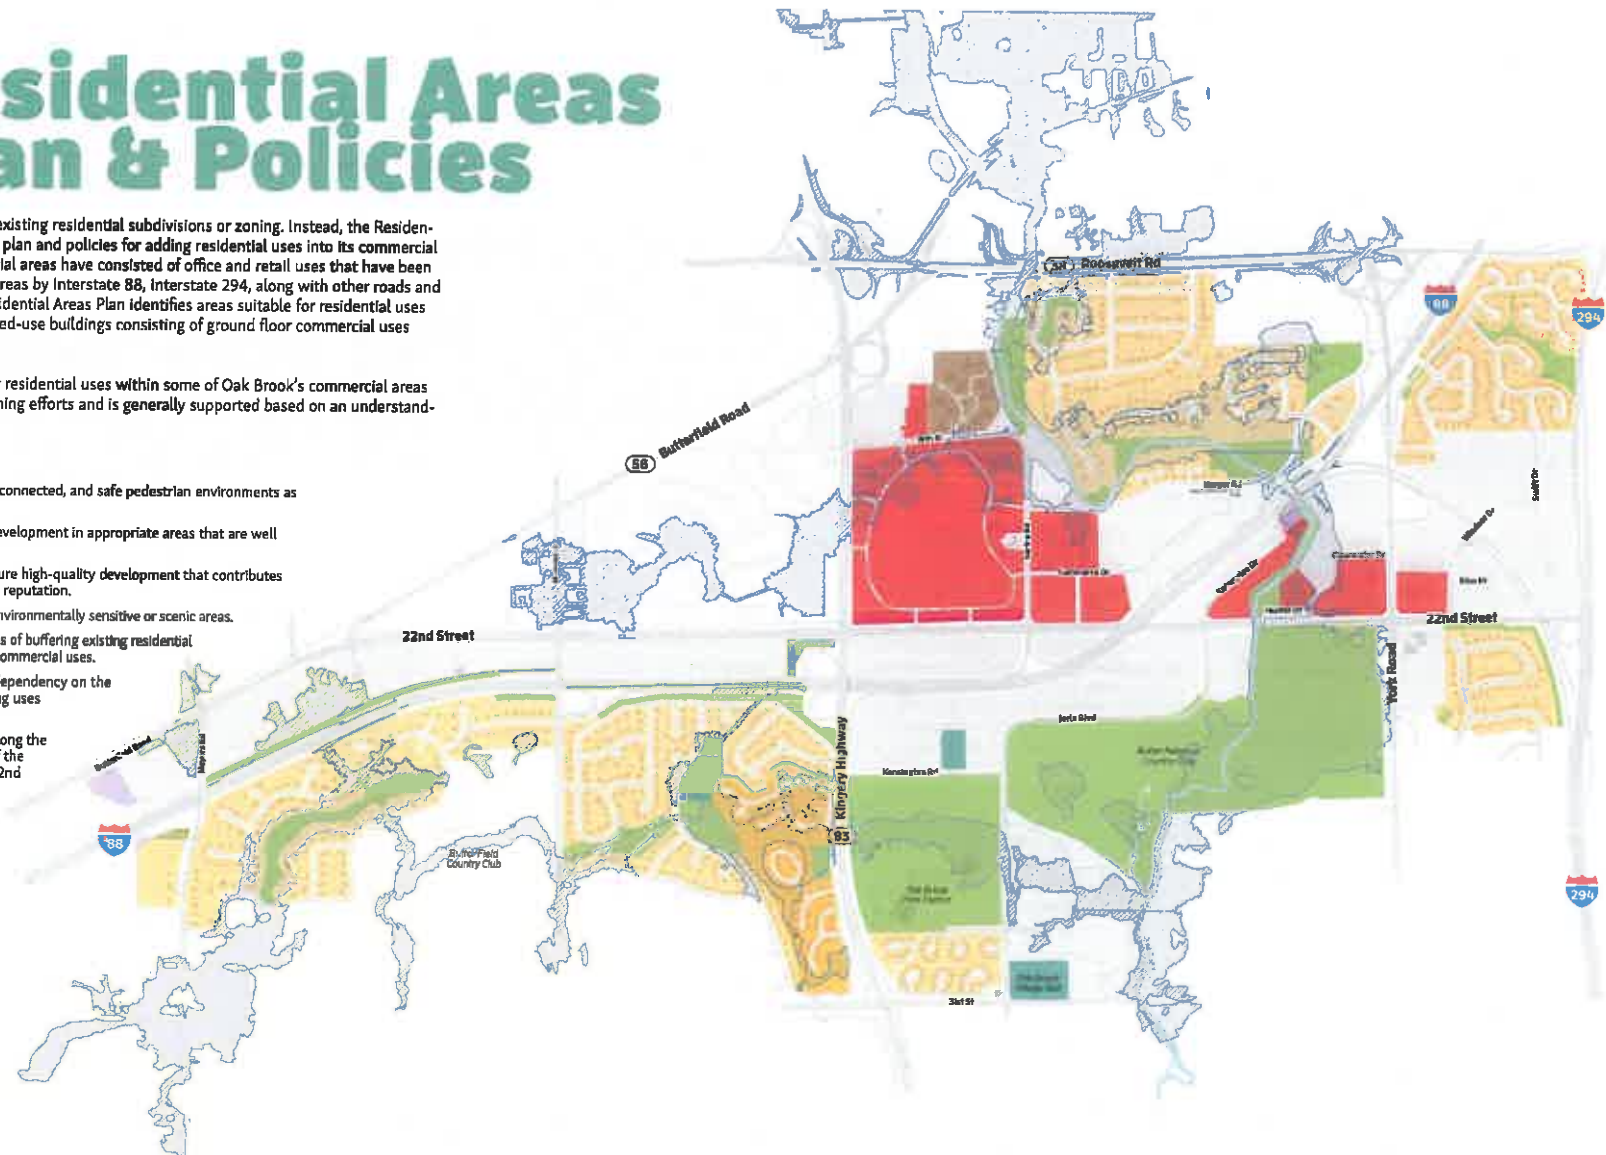 sidential Areas
an & Policies
existing residential subdivisions or zoning. Instead, the Residen-
plan and policies for adding residential uses into its commercial
ial areas have consisted of office and retail uses that have been
reas by Interstate 88, Interstate 294, along with other roads and
idential Areas Plan identifies areas suitable for residential uses
ed-use buildings consisting of ground floor commercial uses
residential uses within some of Oak Brook's commercial areas
ning efforts and is generally supported based on an understand-
connected, and safe pedestrian environments as
evelopment in appropriate areas that are well
ure high-quality development that contributes
reputation.
nvironmentally sensitive or scenic areas.
s of buffering existing residential
ommercial uses.
ependency on the
g uses
ong the
the
2nd
38 Roosevelt Rd
88
294
56 Butterfield Road
22nd Street
22nd Street
York Road
Jorie Blvd
Kensington Rd
83 Kingery Highway
Butterfield Road
88
Butterfield
Country Club
294
31st St